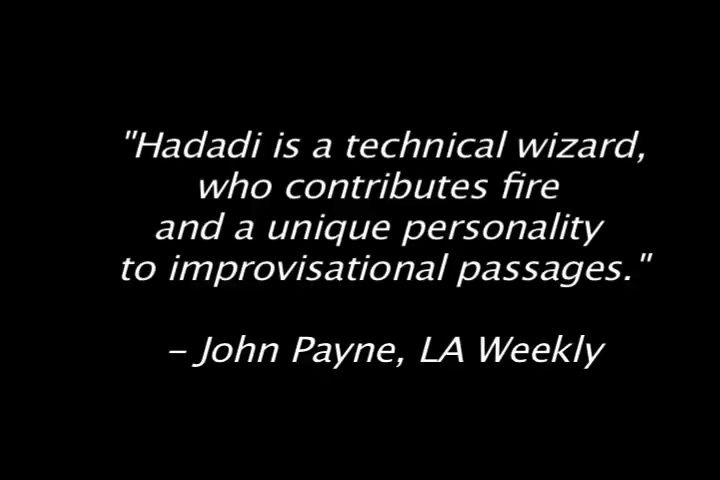 "Hadadi is a technical wizard,
who contributes fire
and a unique personality
to improvisational passages."
– John Payne, LA Weekly